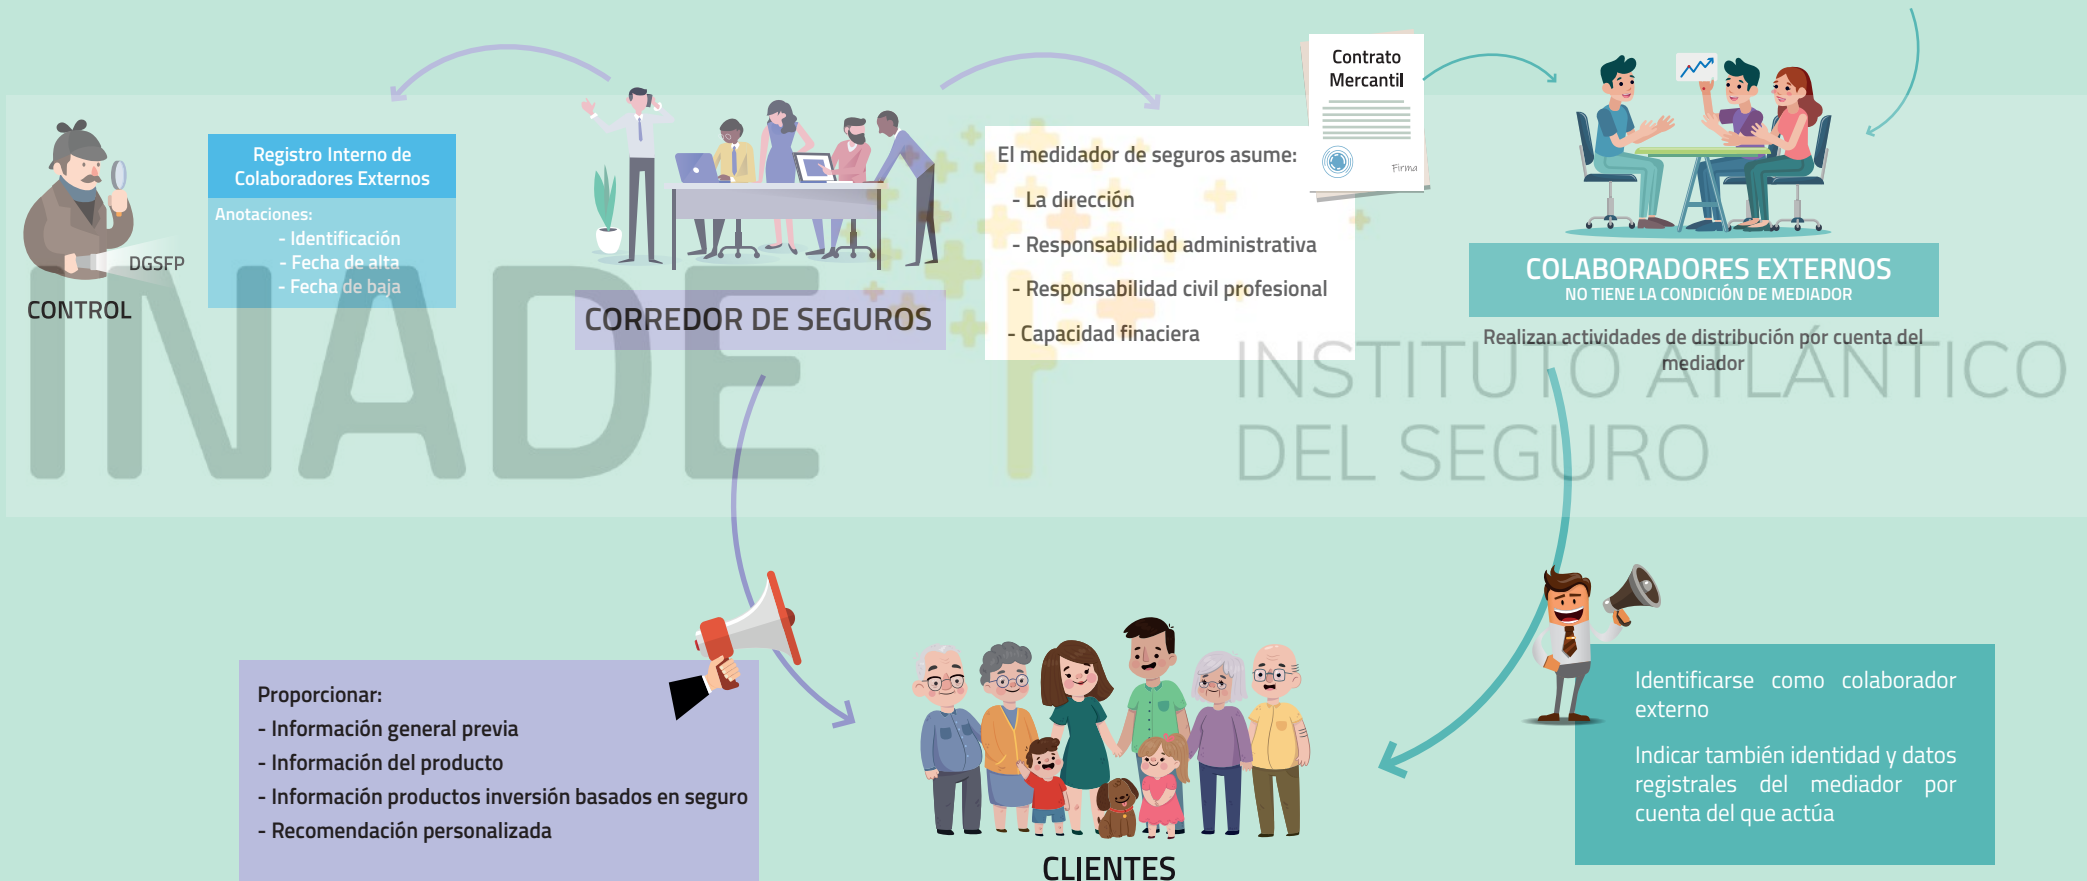 Contrato
Mercantil
Firma
DGSFP
CONTROL
Registro Interno de
Colaboradores Externos
Anotaciones:
- Identificación
- Fecha de alta
- Fecha de baja
CORREDOR DE SEGUROS
El medidador de seguros asume:
- La dirección
- Responsabilidad administrativa
- Responsabilidad civil profesional
- Capacidad finaciera
COLABORADORES EXTERNOS
NO TIENE LA CONDICIÓN DE MEDIADOR
Realizan actividades de distribución por cuenta del
mediador
INADE
INSTITUTO ATLÁNTICO
DEL SEGURO
Proporcionar:
- Información general previa
- Información del producto
- Información productos inversión basados en seguro
- Recomendación personalizada
CLIENTES
Identificarse como colaborador
externo
Indicar también identidad y datos
registrales del mediador por
cuenta del que actúa